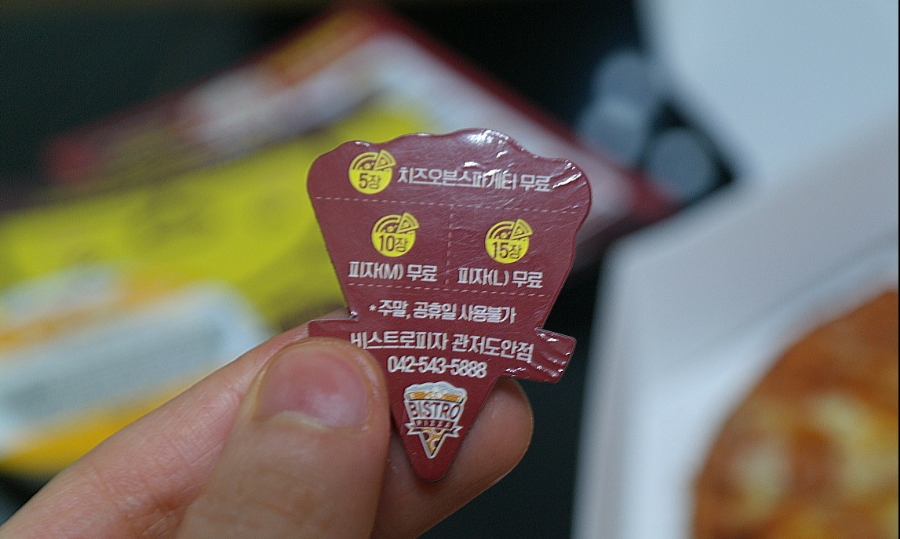 5장 치즈오븐스파게티 무료
10장 15장
피자(M) 무료 피자(L) 무료
* 주말, 공휴일 사용불가
비스트로피자 관저도안점
042-543-5888
BISTRO
PIZZA